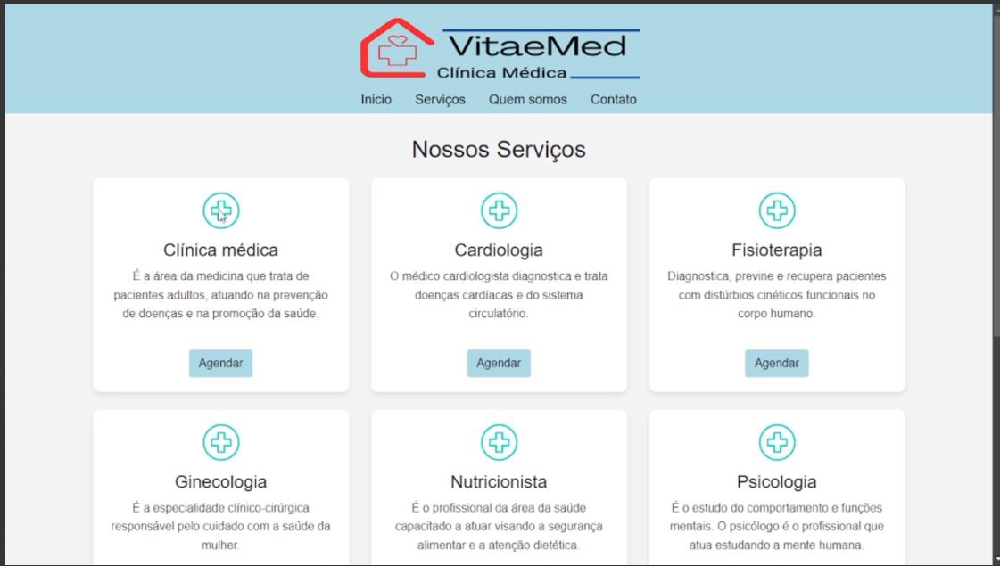 VitaeMed
Clínica Médica
Inicio Serviços Quem somos Contato
Nossos Serviços
Clínica médica
É a área da medicina que trata de
pacientes adultos, atuando na prevenção
de doenças e na promoção da saúde.
Agendar
Cardiologia
O médico cardiologista diagnostica e trata
doenças cardíacas e do sistema
circulatório.
Agendar
Fisioterapia
Diagnostica, previne e recupera pacientes
com distúrbios cinéticos funcionais no
corpo humano.
Agendar
Ginecologia
É a especialidade clínico-cirúrgica
responsável pelo cuidado com a saúde da
mulher.
Nutricionista
É o profissional da área da saúde
capacitado a atuar visando a segurança
alimentar e a atenção dietética.
Psicologia
É o estudo do comportamento e funções
mentais. O psicólogo é o profissional que
atua estudando a mente humana.